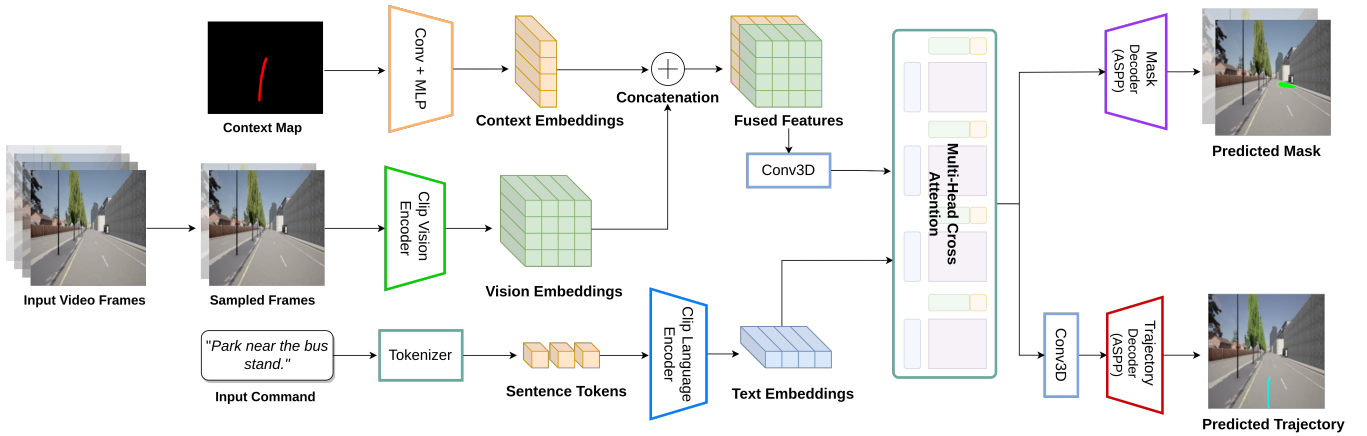 Context Map
Conv + MLP
Context Embeddings
Concatenation
Fused Features
Conv3D
Multi-Head Cross
Attention
Mask
Decoder
(ASPP)
Predicted Mask
Input Video Frames
Sampled Frames
Clip Vision
Encoder
Vision Embeddings
"Park near the bus
stand."
Input Command
Tokenizer
Sentence Tokens
Clip Language
Encoder
Text Embeddings
Conv3D
Trajectory
Decoder
(ASPP)
Predicted Trajectory